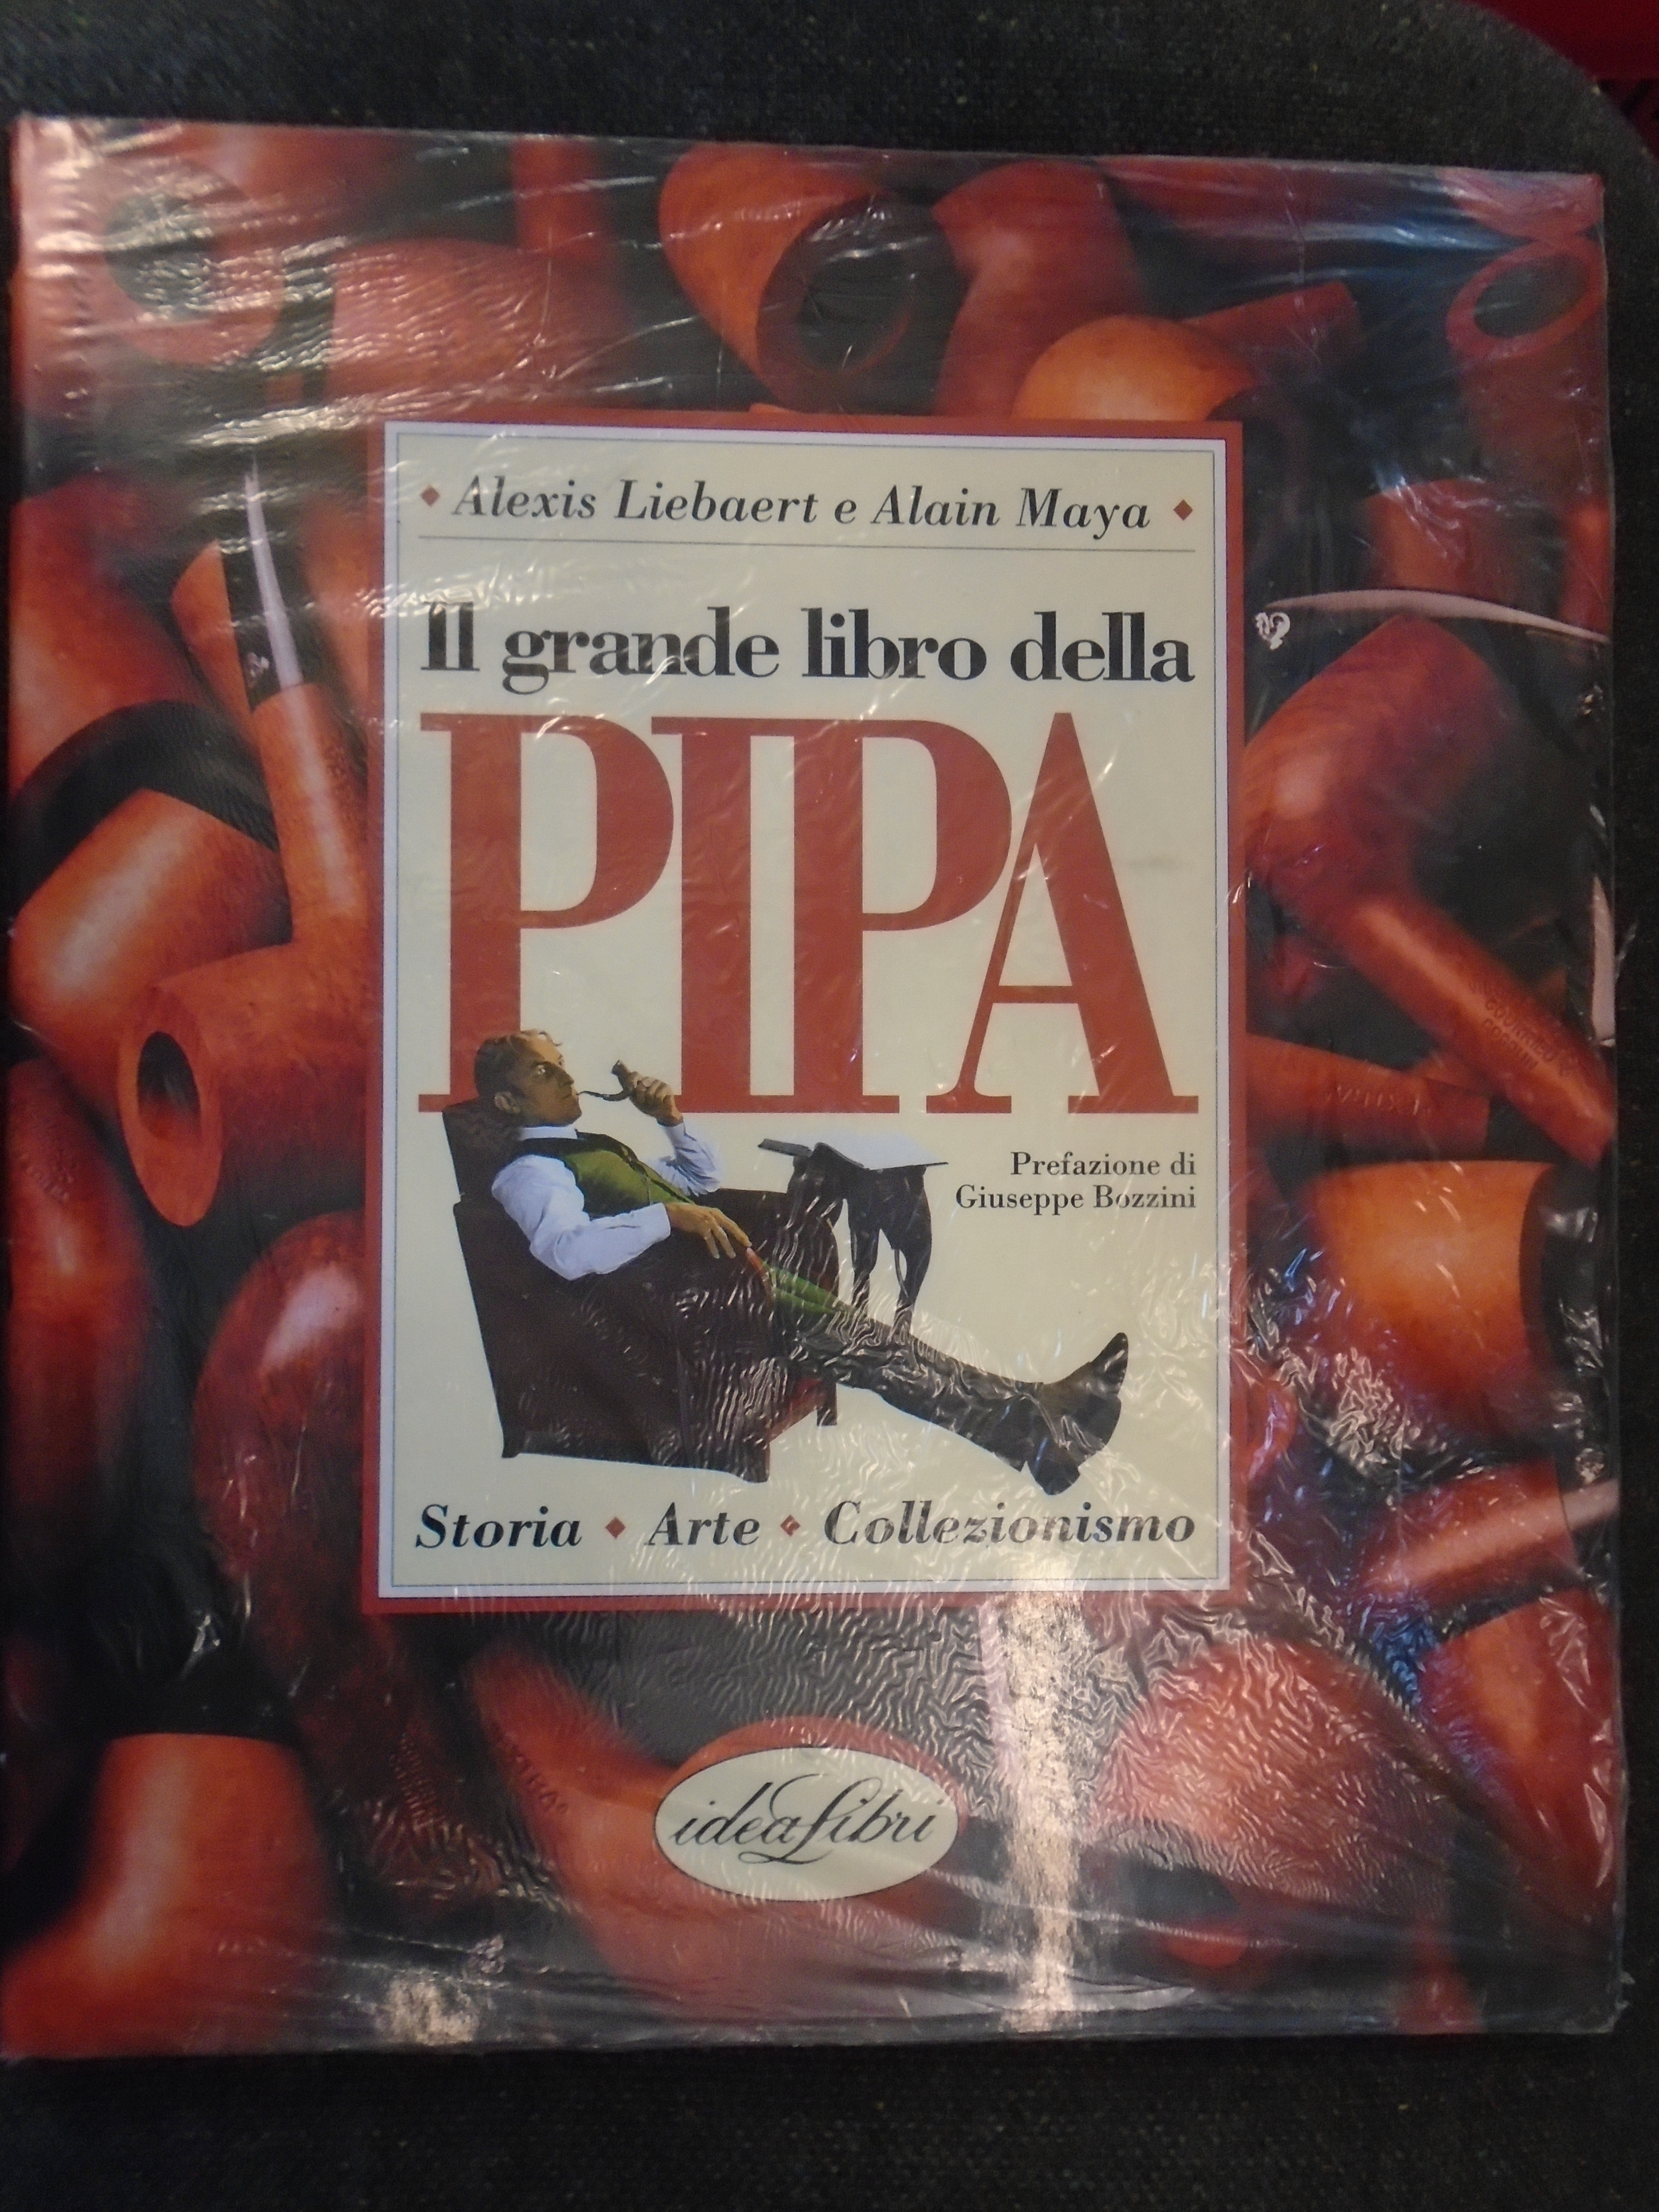 Alexis Liebaert e Alain Maya
Il grande libro della
PIPA
Prefazione di
Giuseppe Bozzini
Storia ◆ Arte ◆ Collezionismo
ideaLibri